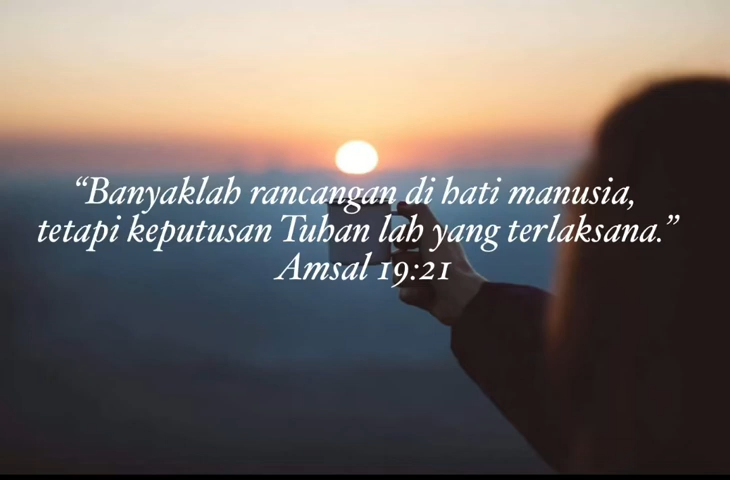 “Banyaklah rancangan di hati manusia,
tetapi keputusan Tuhan lah yang terlaksana.”
Amsal 19:21